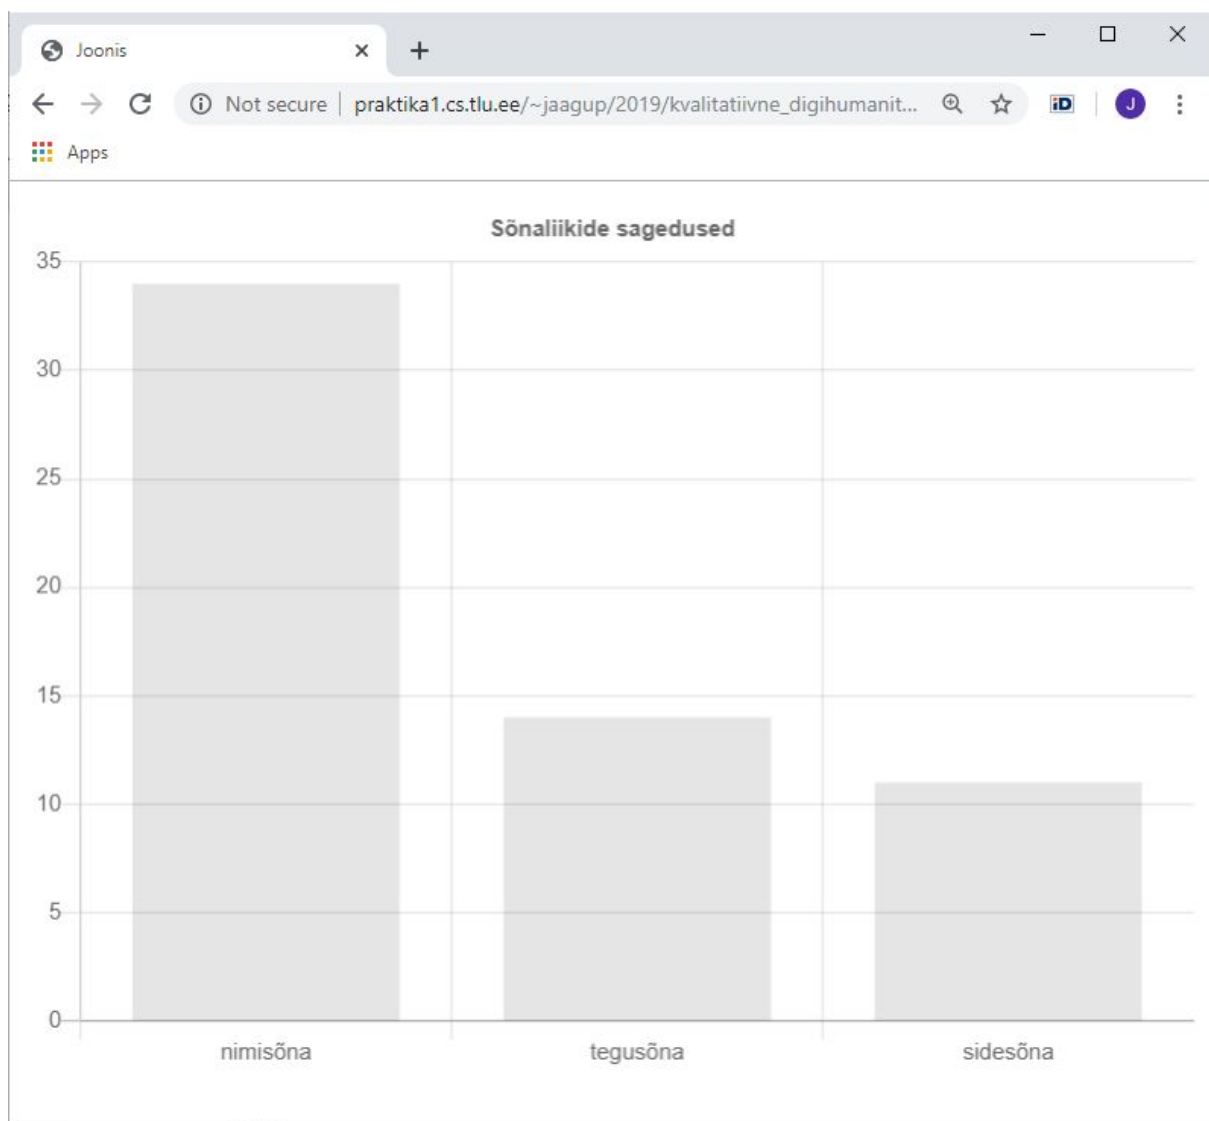 Joonis
Not secure | praktika1.cs.tlu.ee/~jaagup/2019/kvalitatiivne_digihumanit...
iD
J
Apps
Sõnaliikide sagedused
35
30
25
20
15
10
5
0
nimisõna tegusõna sidesõna